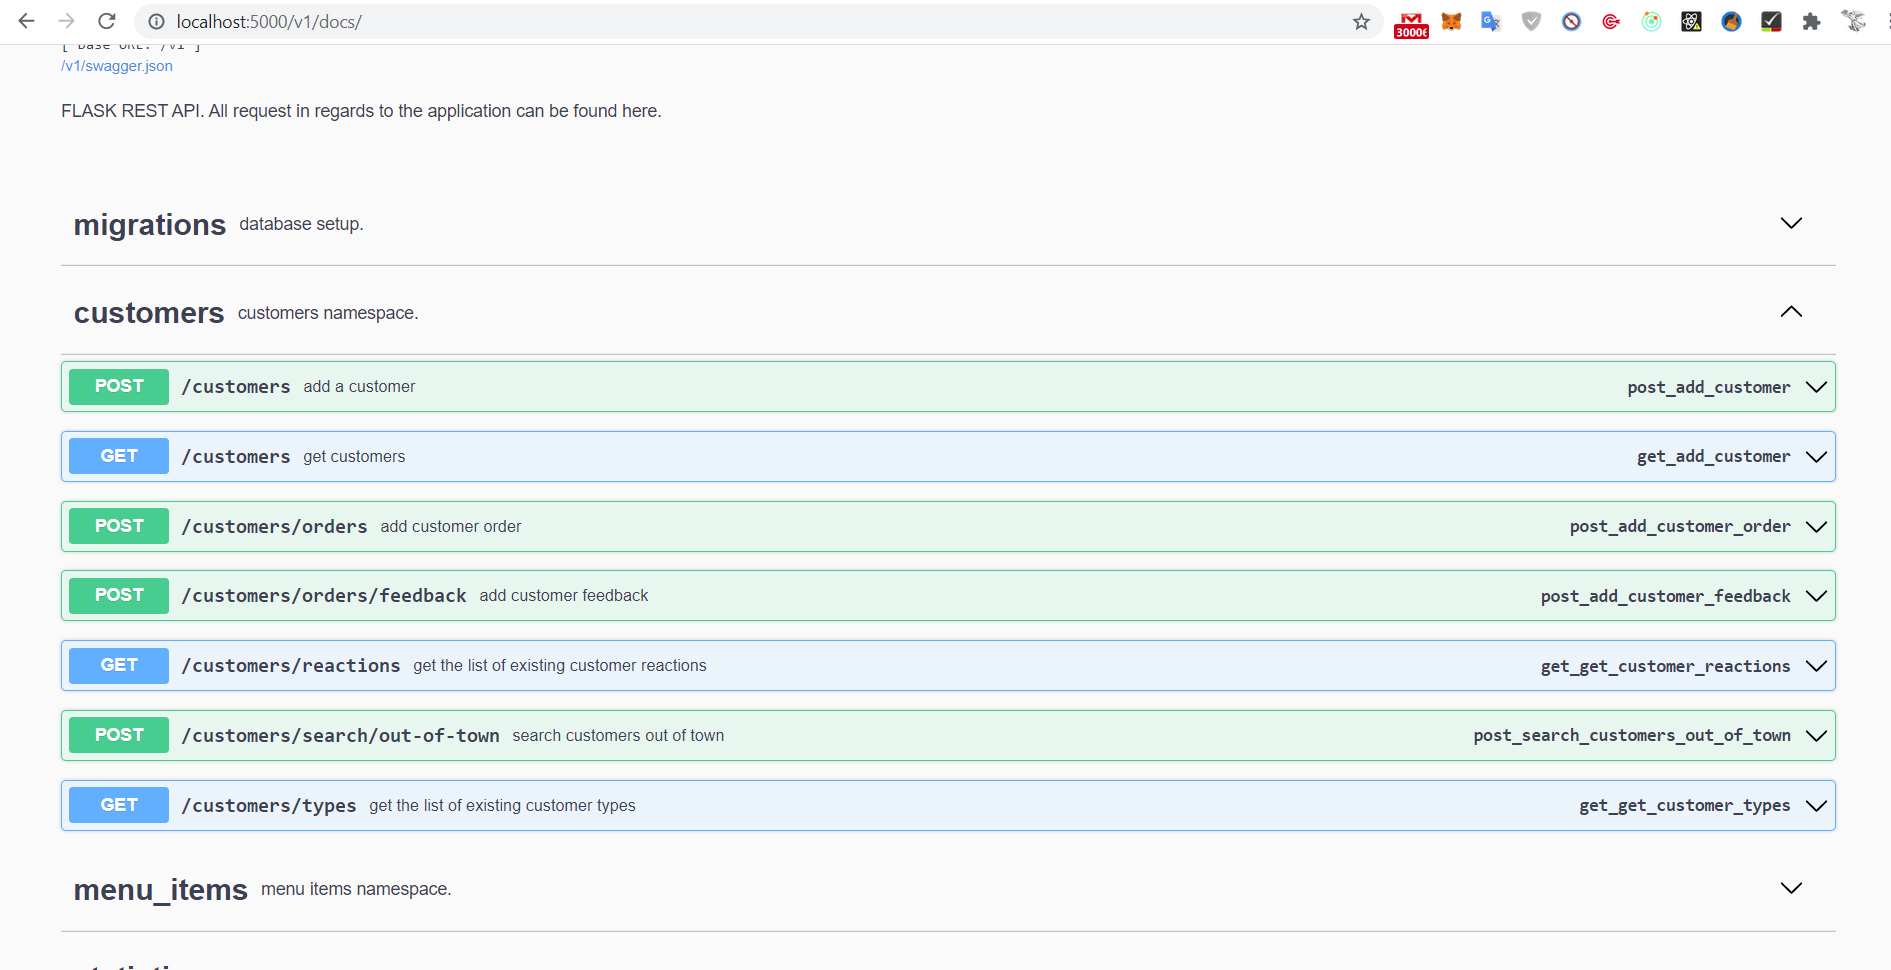 localhost:5000/v1/docs/
30006
[ Base URL: /v1 ]
/v1/swagger.json
FLASK REST API. All request in regards to the application can be found here.
migrations database setup.
customers customers namespace.
POST /customers add a customer post_add_customer
GET /customers get customers get_add_customer
POST /customers/orders add customer order post_add_customer_order
POST /customers/orders/feedback add customer feedback post_add_customer_feedback
GET /customers/reactions get the list of existing customer reactions get_get_customer_reactions
POST /customers/search/out-of-town search customers out of town post_search_customers_out_of_town
GET /customers/types get the list of existing customer types get_get_customer_types
menu_items menu items namespace.